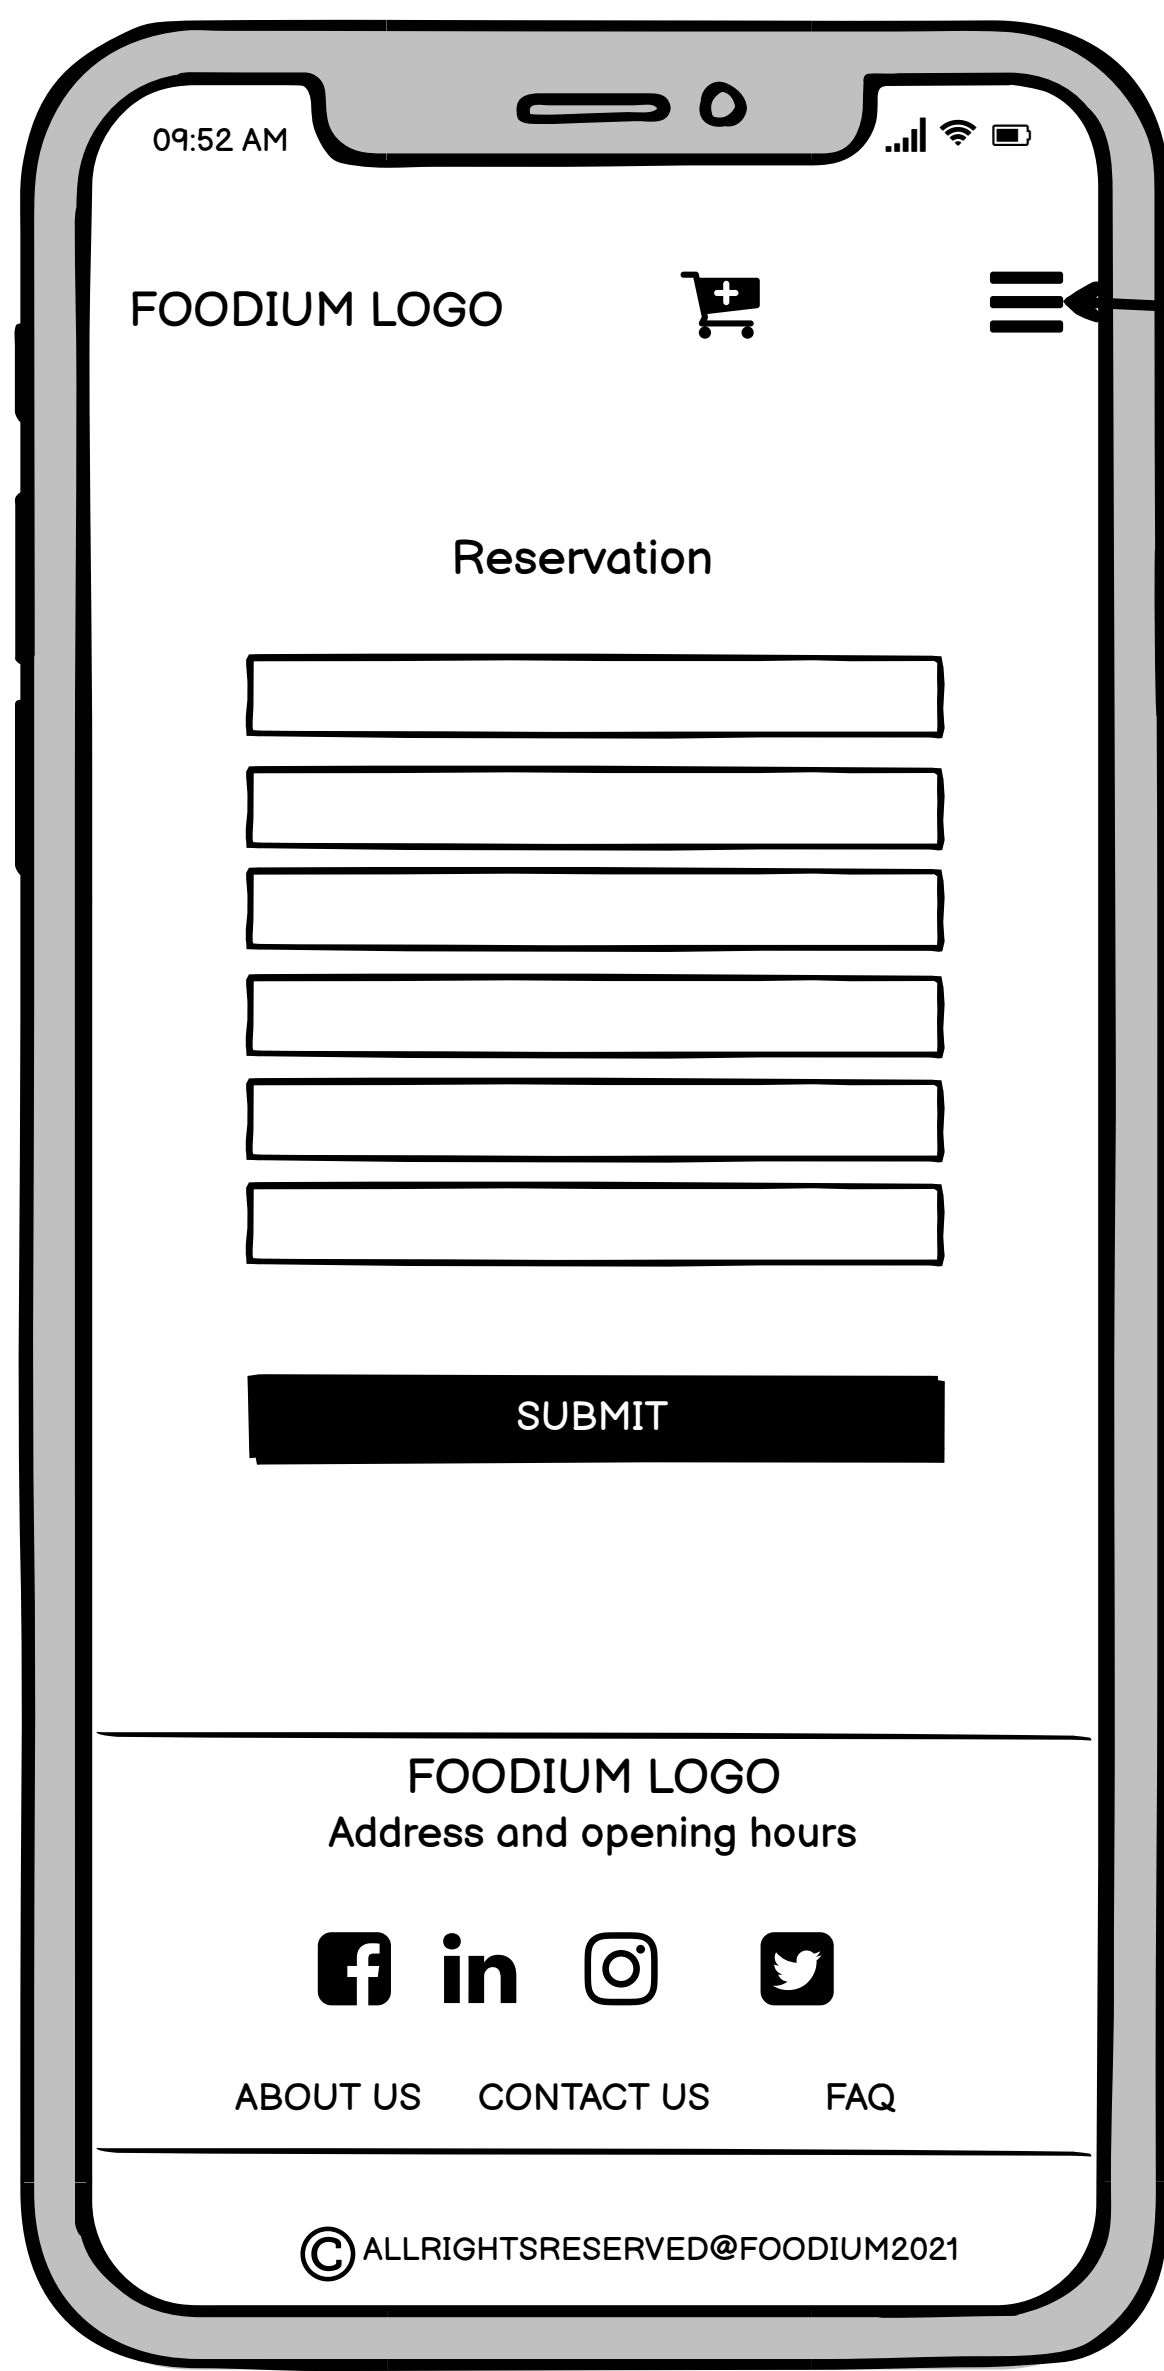 09:52 AM
FOODIUM LOGO
Reservation
SUBMIT
FOODIUM LOGO
Address and opening hours
in
ABOUT US CONTACT US FAQ
© ALLRIGHTSRESERVED@FOODIUM2021